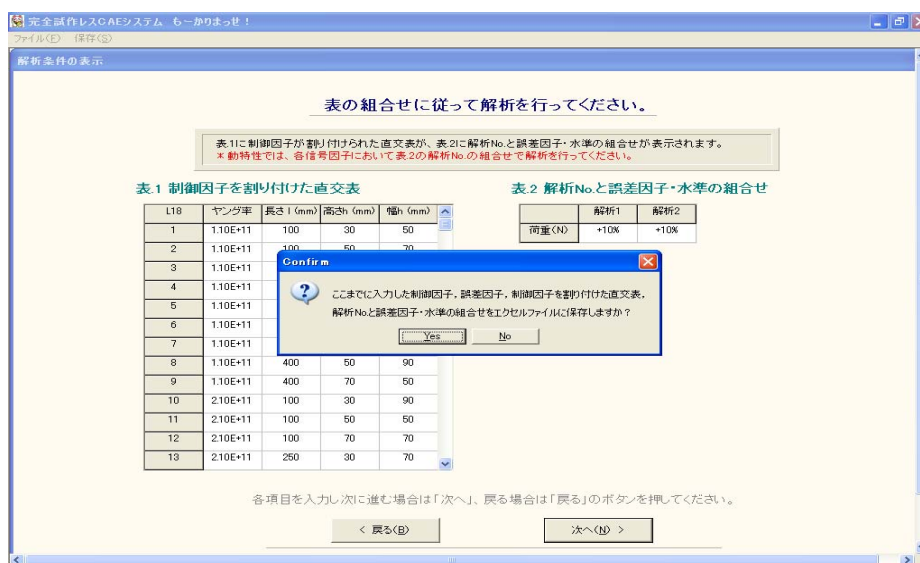 完全試作レスCAEシステム もーかりまっせ!
ファイル(F) 保存(S)
解析条件の表示
表の組合せに従って解析を行ってください。
表.1に制御因子が割り付けられた直交表が、表.2に解析No.と誤差因子・水準の組合せが表示されます。
*動特性では、各信号因子において表.2の解析No.の組合せで解析を行ってください。
表.1 制御因子を割り付けた直交表
表.2 解析No.と誤差因子・水準の組合せ
L18 ヤング率 長さl(mm) 高さh(mm) 幅h(mm)
解析1 解析2
1 1.10E+11 100 30 50
荷重(N) +10% +10%
2 1.10E+11 100 50 70
3 1.10E+11
4 1.10E+11
5 1.10E+11
6 1.10E+11
7 1.10E+11
Confirm
ここまでに入力した制御因子, 誤差因子, 制御因子を割り付けた直交表,
解析No.と誤差因子・水準の組合せをエクセルファイルに保存しますか?
Yes No
8 1.10E+11 400 50 90
9 1.10E+11 400 70 50
10 2.10E+11 100 30 90
11 2.10E+11 100 50 50
12 2.10E+11 100 70 70
13 2.10E+11 250 30 70
各項目を入力し次に進む場合は「次へ」、戻る場合は「戻る」のボタンを押してください。
< 戻る(B) 次へ(N) >